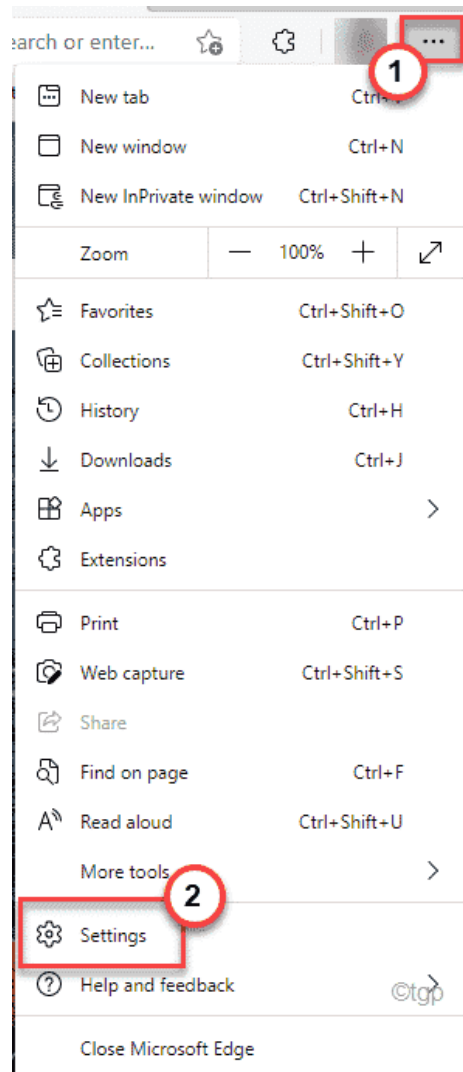 earch or enter...
1
New tab Ctrl+
New window Ctrl+N
New InPrivate window Ctrl+Shift+N
Zoom — 100% +
Favorites Ctrl+Shift+O
Collections Ctrl+Shift+Y
History Ctrl+H
Downloads Ctrl+J
Apps
Extensions
Print Ctrl+P
Web capture Ctrl+Shift+S
Share
Find on page Ctrl+F
Read aloud Ctrl+Shift+U
More tools
2
Settings
Help and feedback ©tgp
Close Microsoft Edge